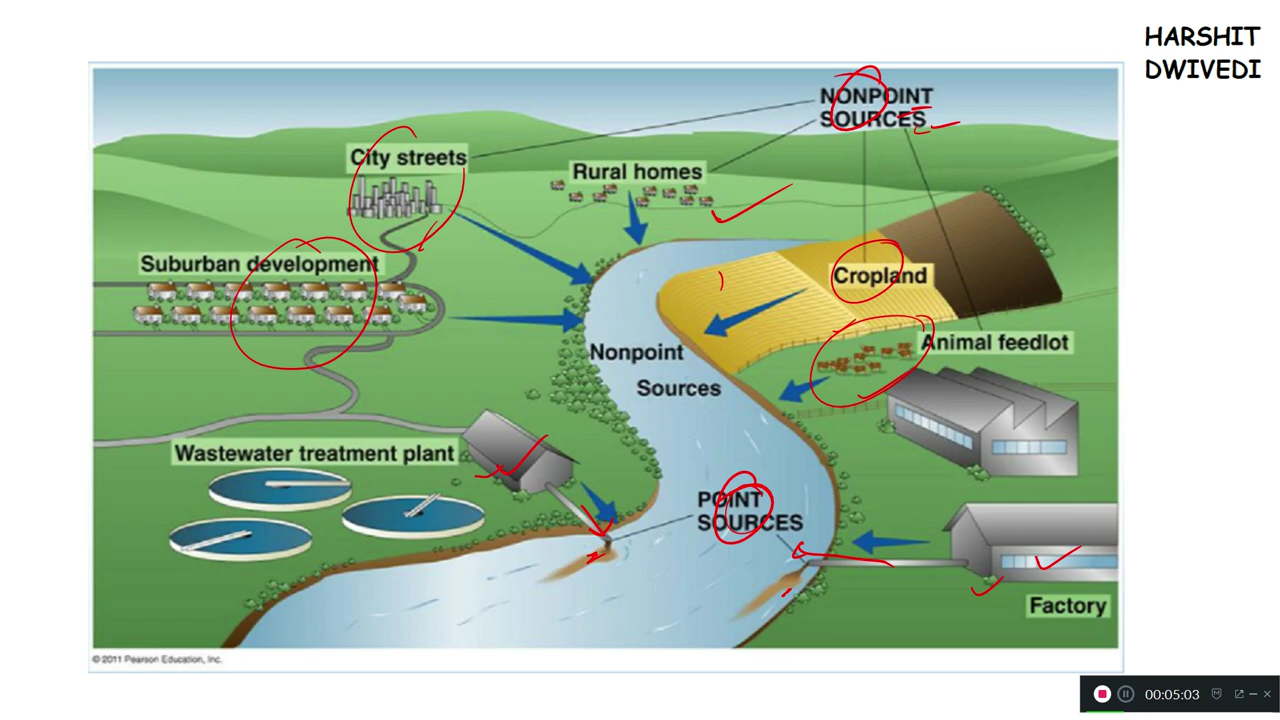 HARSHIT
DWIVEDI
NONPOINT
SOURCES
City streets
Rural homes
Suburban development
Cropland
Animal feedlot
Nonpoint
Sources
Wastewater treatment plant
POINT
SOURCES
Factory
© 2011 Pearson Education, Inc.
00:05:03